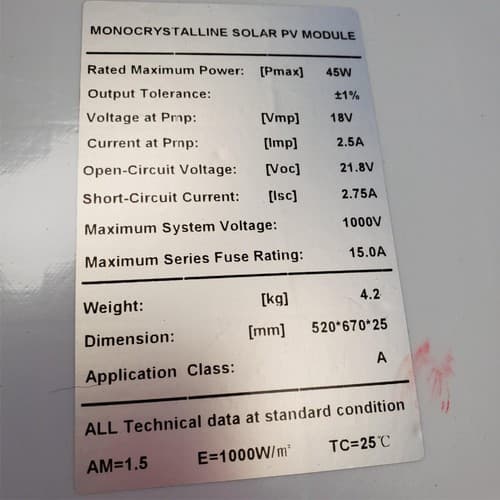 MONOCRYSTALLINE SOLAR PV MODULE
Rated Maximum Power: [Pmax] 45W
Output Tolerance: ±1%
Voltage at Pmp: [Vmp] 18V
Current at Pmp: [Imp] 2.5A
Open-Circuit Voltage: [Voc] 21.8V
Short-Circuit Current: [Isc] 2.75A
Maximum System Voltage: 1000V
Maximum Series Fuse Rating: 15.0A
Weight: [kg] 4.2
Dimension: [mm] 520*670*25
Application Class: A
ALL Technical data at standard condition
AM=1.5 E=1000W/㎡ TC=25℃